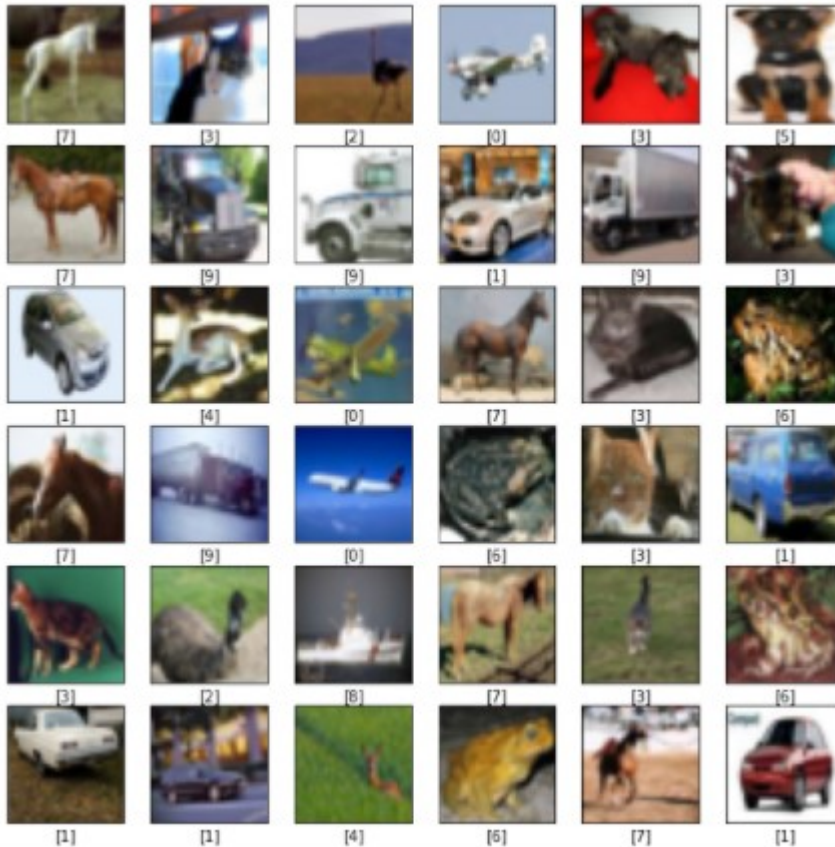 [7] [3] [2] [0] [3] [5]
[7] [9] [9] [1] [9] [3]
[1] [4] [0] [7] [3] [6]
[7] [9] [0] [6] [3] [1]
[3] [2] [8] [7] [3] [6]
[1] [1] [4] [6] [7] [1]